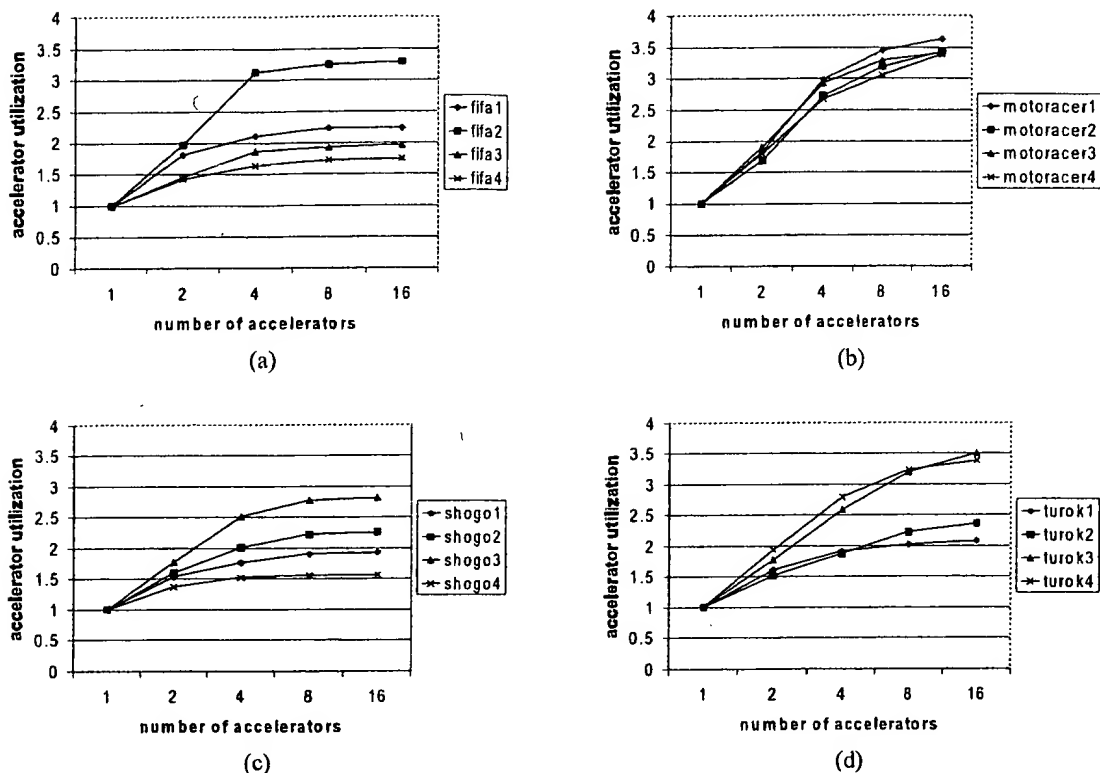 4
3.5
3
2.5
2
1.5
1
0.5
0
accelerator utilization
1 2 4 8 16
number of accelerators
fifa1
fifa2
fifa3
fifa4
(a)
4
3.5
3
2.5
2
1.5
1
0.5
0
accelerator utilization
1 2 4 8 16
number of accelerators
motoracer1
motoracer2
motoracer3
motoracer4
(b)
4
3.5
3
2.5
2
1.5
1
0.5
0
accelerator utilization
1 2 4 8 16
number of accelerators
shogo1
shogo2
shogo3
shogo4
(c)
4
3.5
3
2.5
2
1.5
1
0.5
0
accelerator utilization
1 2 4 8 16
number of accelerators
turok1
turok2
turok3
turok4
(d)